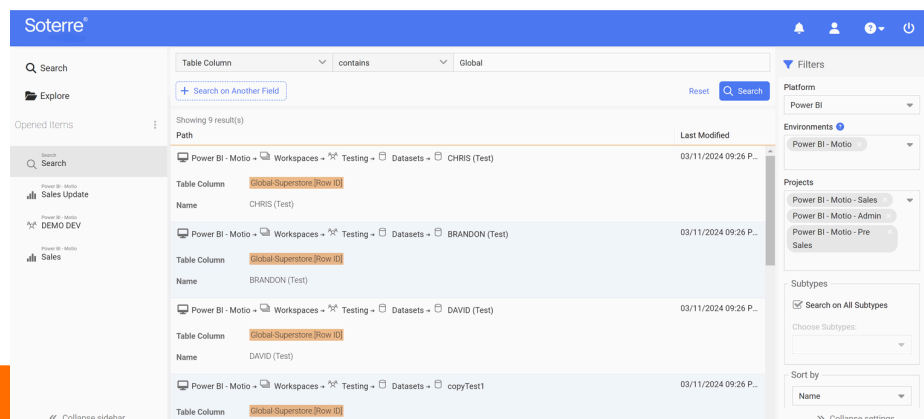 Soterre®
Search
Explore
Opened Items
Search
Search
Power BI - Motio
Sales Update
Power BI - Motio
DEMO DEV
Power BI - Motio
Sales
Collapse sidebar
Table Column contains Global
+ Search on Another Field Reset Search
Showing 9 result(s)
Path Last Modified
Power BI - Motio → Workspaces → Testing → Datasets → CHRIS (Test) 03/11/2024 09:26 P...
Table Column Global-Superstore.[Row ID]
Name CHRIS (Test)
Power BI - Motio → Workspaces → Testing → Datasets → BRANDON (Test) 03/11/2024 09:26 P...
Table Column Global-Superstore.[Row ID]
Name BRANDON (Test)
Power BI - Motio → Workspaces → Testing → Datasets → DAVID (Test) 03/11/2024 09:26 P...
Table Column Global-Superstore.[Row ID]
Name DAVID (Test)
Power BI - Motio → Workspaces → Testing → Datasets → copyTest1 03/11/2024 09:26 P...
Table Column Global-Superstore.[Row ID]
Filters
Platform
Power BI
Environments ?
Power BI - Motio ×
Projects
Power BI - Motio - Sales ×
Power BI - Motio - Admin ×
Power BI - Motio - Pre ×
Sales
Subtypes
Search on All Subtypes
Choose Subtypes:
Sort by
Name
Collapse settings